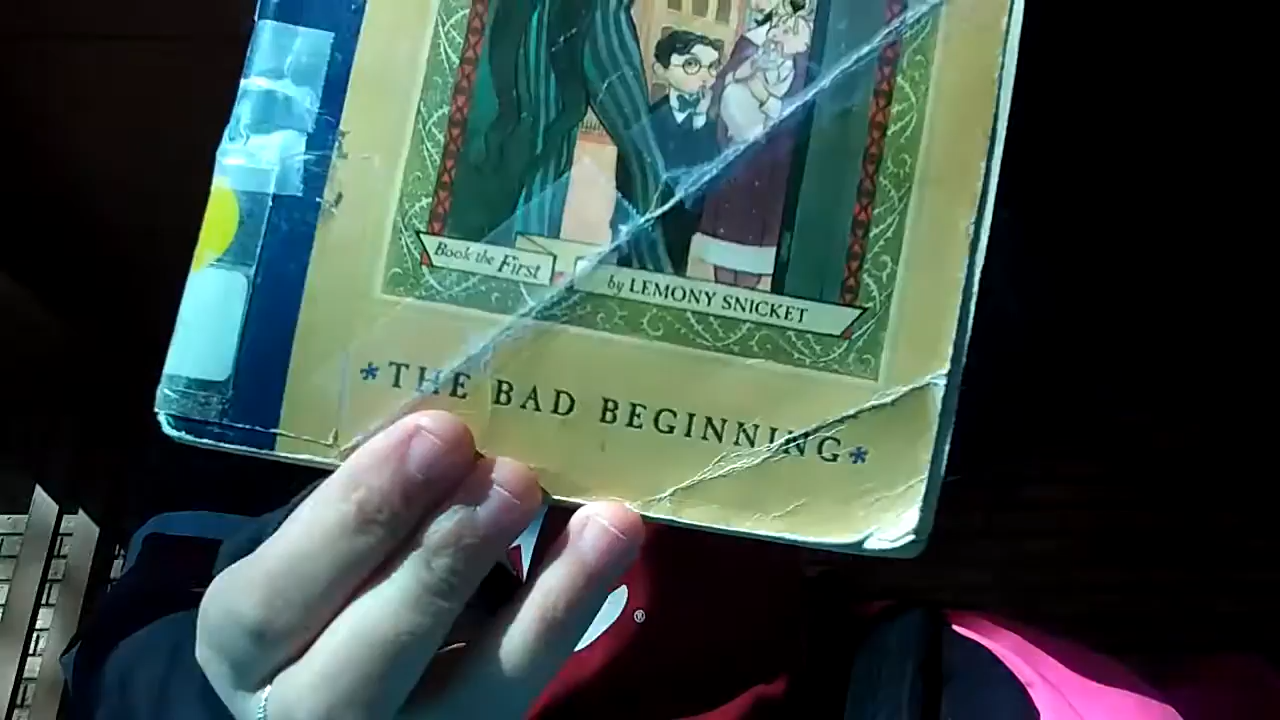 Book the First
by LEMONY SNICKET
*THE BAD BEGINNING*
®